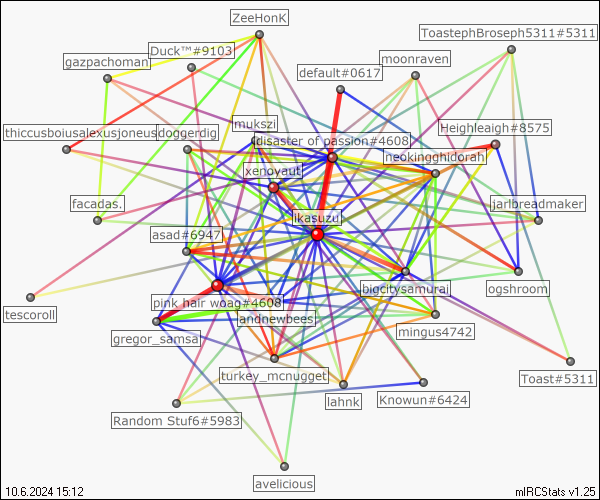 ZeeHonK
ToastephBroseph5311#5311
Duck™#9103
gazpachoman
moonraven
default#0617
mukszi
Heighleaigh#8575
thiccusboiusalexusjoneus
doggerdig
disaster of passion#4608
neokingghidorah
xenoyaut
facadas.
jarlbreadmaker
ikasuzu
asad#6947
ogshroom
bigcitysamurai
pink hair woag#4608
tescoroll
andnewbees
mingus4742
gregor_samsa
turkey_mcnugget
Toast#5311
lahnk
Knowun#6424
Random Stuf6#5983
avelicious
10.6.2024 15:12
mIRCStats v1.25